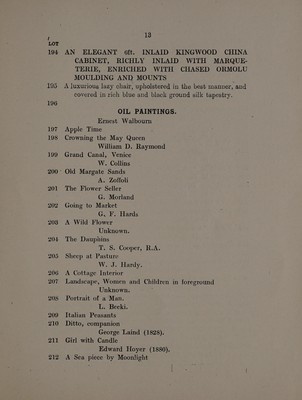 13
LOT
194 AN ELEGANT 6ft. INLAID KINGWOOD CHINA
CABINET, RICHLY INLAID WITH MARQUE-
TERIE, ENRICHED WITH CHASED ORMOLU
MOULDING AND MOUNTS
195 A luxurious lazy chair, upholstered in the best manner, and
covered in rich blue and black ground silk tapestry.
196
OIL PAINTINGS.
Ernest Walbourn
197 Apple Time
198 Crowning the May Queen
William D. Raymond
199 Grand Canal, Venice
W. Collins
200 Old Margate Sands
A. Zoffoli
201 The Flower Seller
G. Morland
202 Going to Market
G. F. Harris
203 A Wild Flower
Unknown.
204 The Dauphins
T. S. Cooper, R.A.
205 Sheep at Pasture
W. J. Hardy.
206 A Cottage Interior
207 Landscape, Women and Children in foreground
Unknown.
208 Portrait of a Man.
L. Becki.
209 Italian Peasants
210 Ditto, companion
George Laind (1828).
211 Girl with Candle
Edward Hoyer (1880).
212 A Sea piece by Moonlight